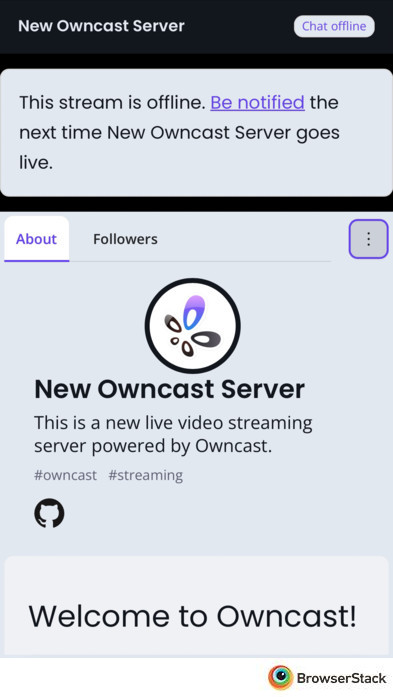 New Owncast Server
Chat offline
This stream is offline. Be notified the
next time New Owncast Server goes
live.
About
Followers
New Owncast Server
This is a new live video streaming
server powered by Owncast.
#owncast #streaming
Welcome to Owncast!
BrowserStack